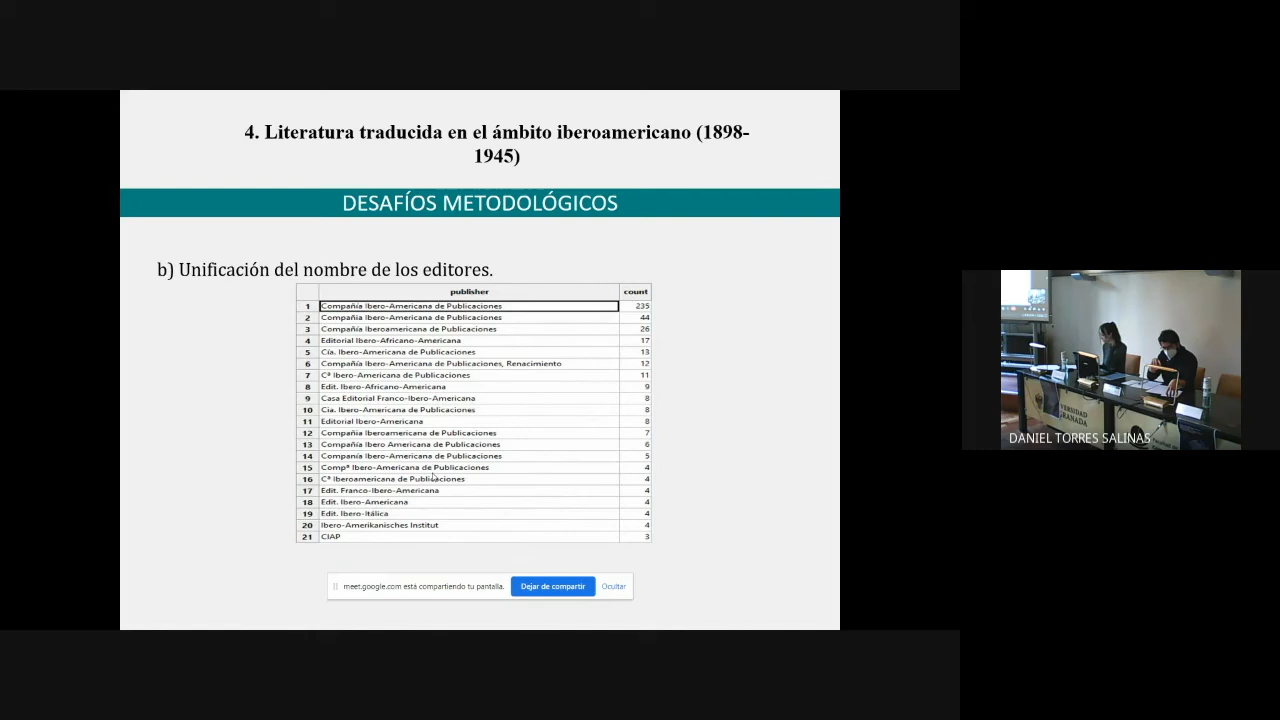 4. Literatura traducida en el ámbito iberoamericano (1898-
1945)
DESAFÍOS METODOLÓGICOS
b) Unificación del nombre de los editores.
publisher count
1 Compañía Ibero-Americana de Publicaciones 235
2 Compañia Ibero-Americana de Publicaciones 44
3 Compañía Iberoamericana de Publicaciones 26
4 Editorial Ibero-Africano-Americana 17
5 Cía. Ibero-Americana de Publicaciones 13
6 Compañía Ibero-Americana de Publicaciones, Renacimiento 12
7 Cª Ibero-Americana de Publicaciones 11
8 Edit. Ibero-Africano-Americana 9
9 Casa Editorial Franco-Ibero-Americana 8
10 Cia. Ibero-Americana de Publicaciones 8
11 Editorial Ibero-Americana 8
12 Compañia Iberoamericana de Publicaciones 7
13 Compañía Ibero Americana de Publicaciones 6
14 Companía Ibero-Americana de Publicaciones 5
15 Compª Ibero-Americana de Publicaciones 4
16 Cª Iberoamericana de Publicaciones 4
17 Edit. Franco-Ibero-Americana 4
18 Edit. Ibero-Americana 4
19 Edit. Ibero-Itálica 4
20 Ibero-Amerikanisches Institut 4
21 CIAP 3
meet.google.com está compartiendo tu pantalla. Dejar de compartir Ocultar
VERSIDAD
GRANADA
DANIEL TORRES SALINAS